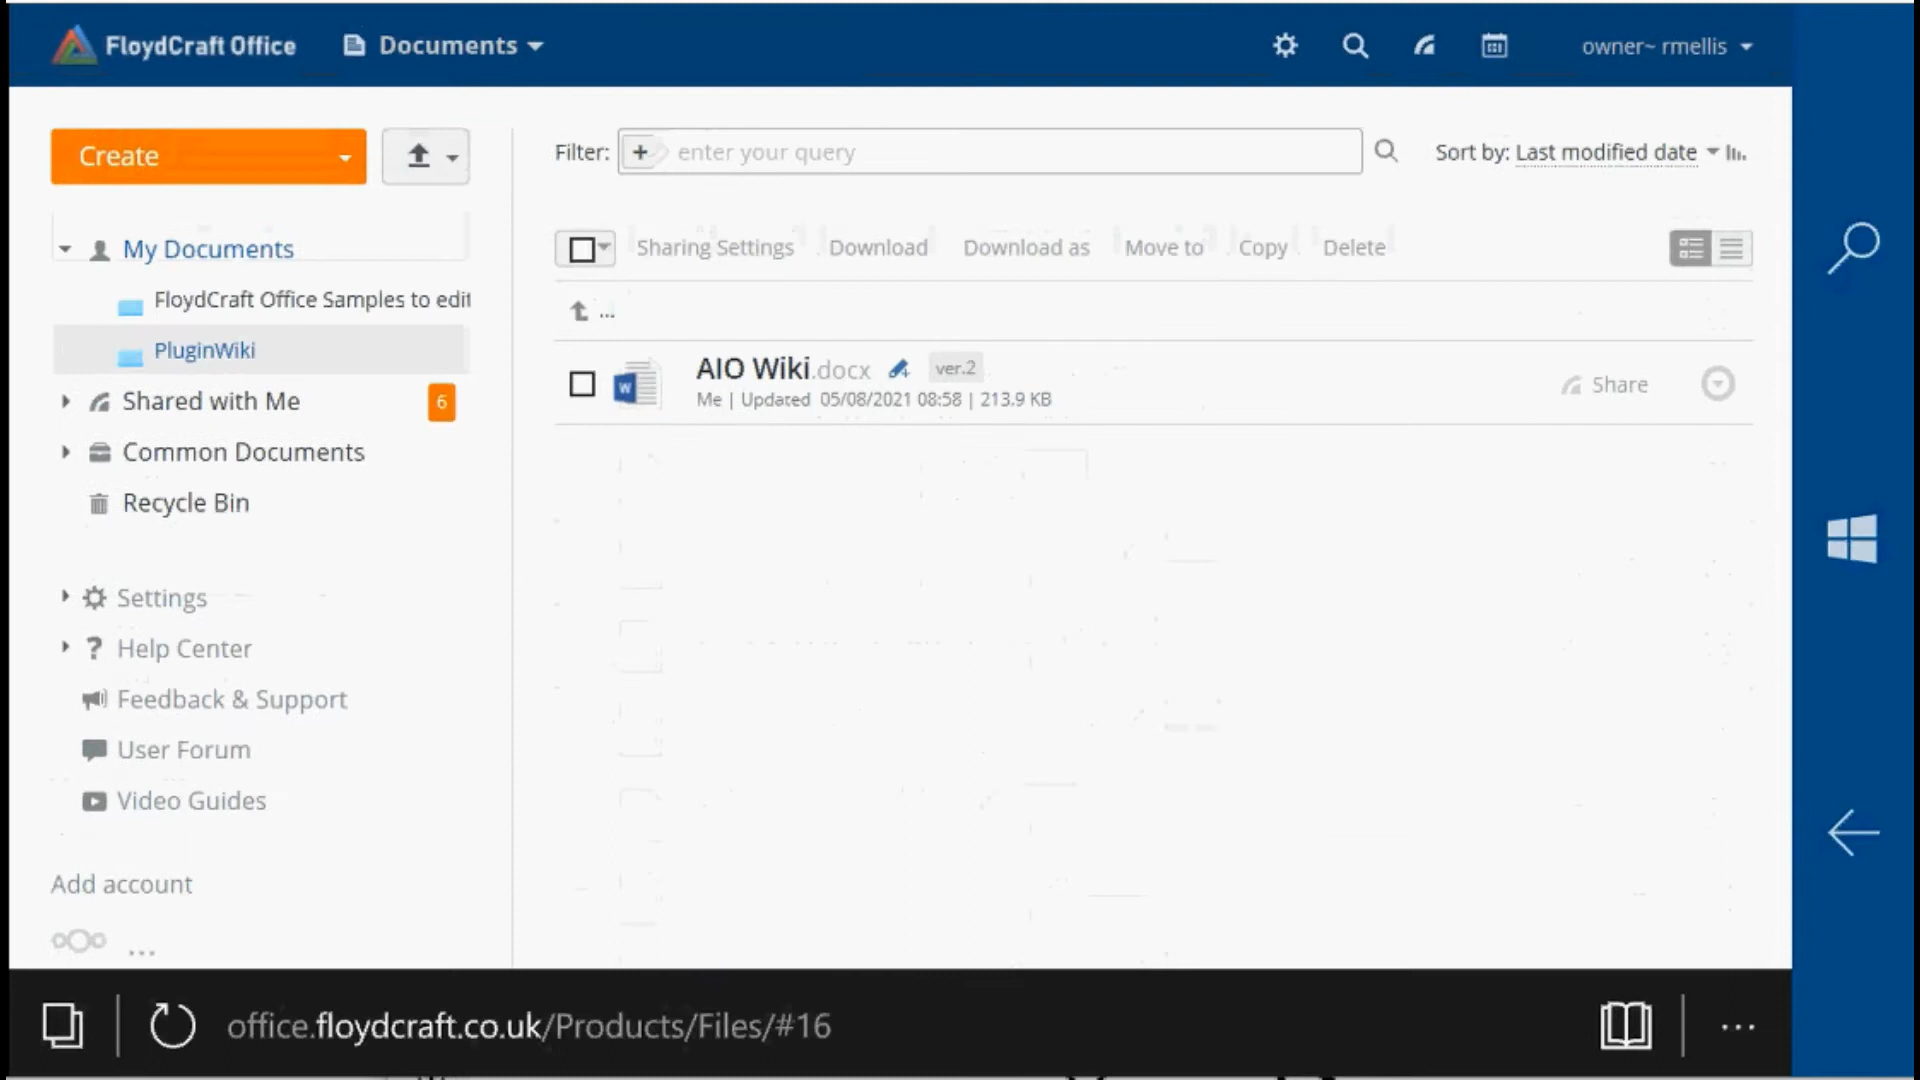 FloydCraft Office Documents owner~ rmellis
Create
Filter: + enter your query Sort by: Last modified date
My Documents
FloydCraft Office Samples to edit
PluginWiki
Shared with Me 6
Common Documents
Recycle Bin
Settings
? Help Center
Feedback & Support
User Forum
Video Guides
Add account
...
Sharing Settings Download Download as Move to Copy Delete
...
W AIO Wiki.docx ver.2
Me | Updated 05/08/2021 08:58 | 213.9 KB
Share
office.floydcraft.co.uk/Products/Files/#16 ...